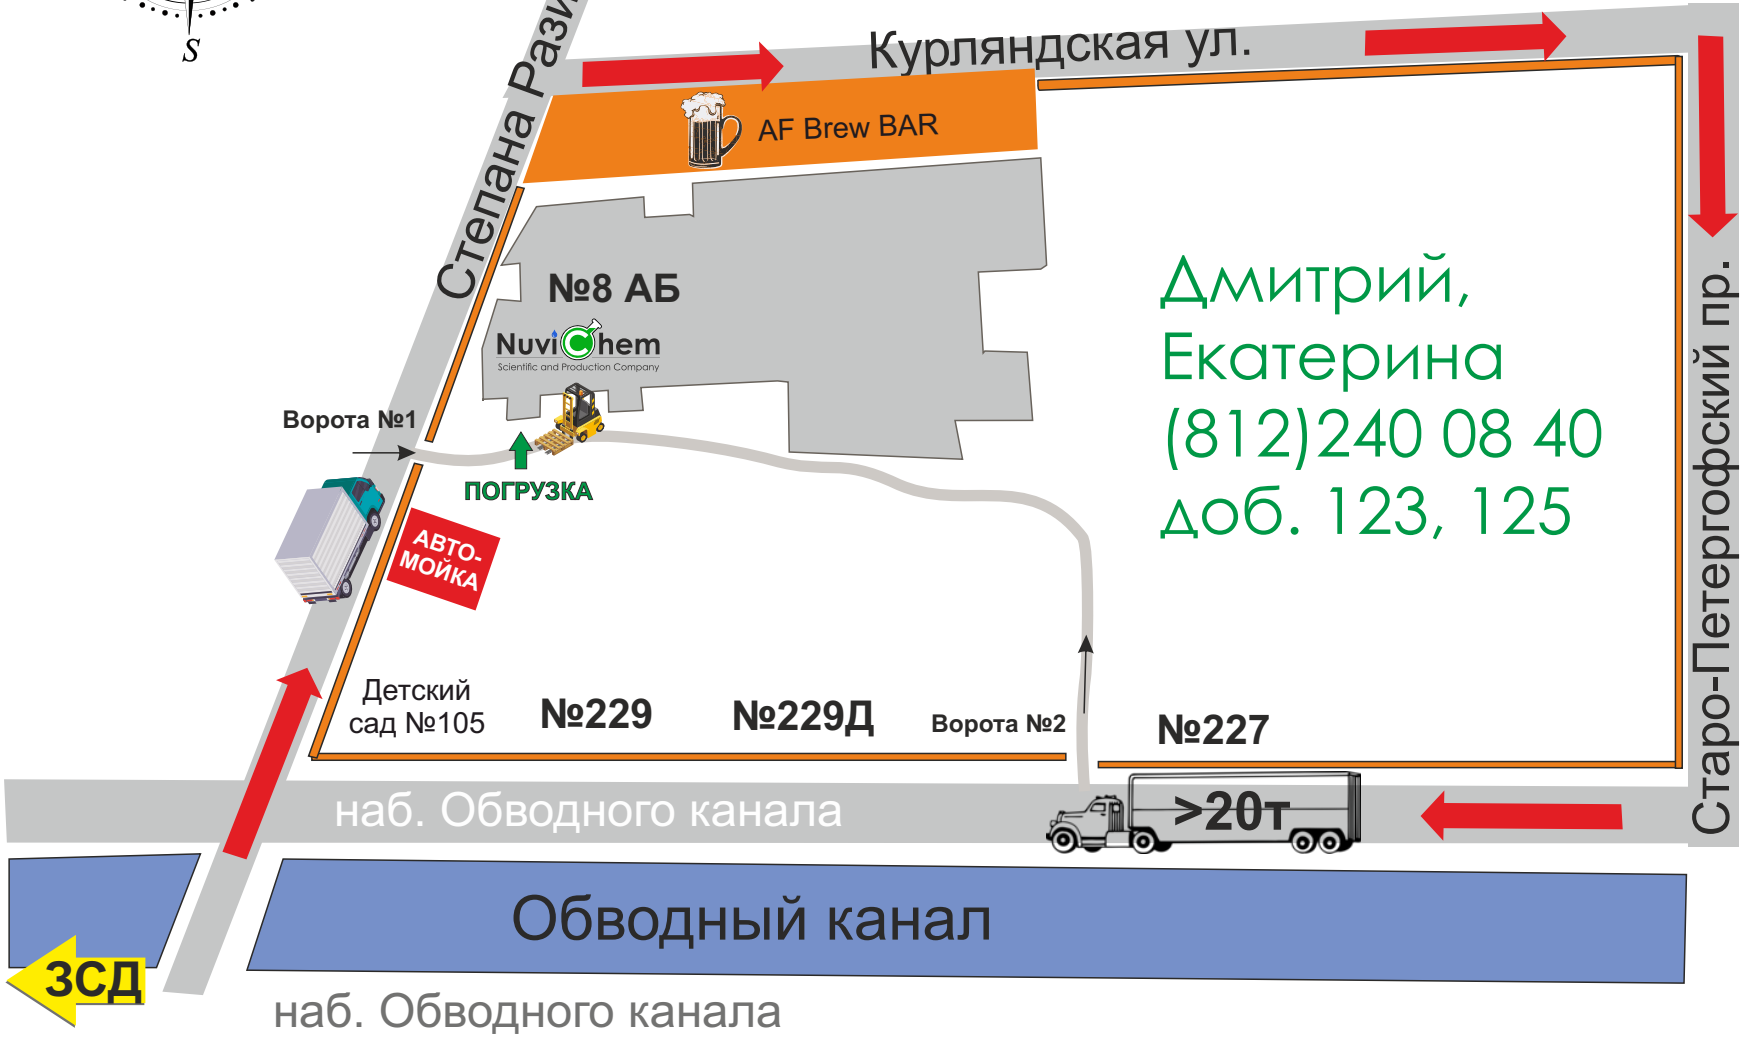 S
Степана Рази
Курляндская ул.
AF Brew BAR
№8 АБ
NuviChem
Scientific and Production Company
Ворота №1
ПОГРУЗКА
АВТО-
МОЙКА
Дмитрий,
Екатерина
(812)240 08 40
доб. 123, 125
Старо-Петергофский пр.
Детский
сад №105
№229
№229Д
Ворота №2
№227
наб. Обводного канала
>20т
Обводный канал
ЗСД
наб. Обводного канала